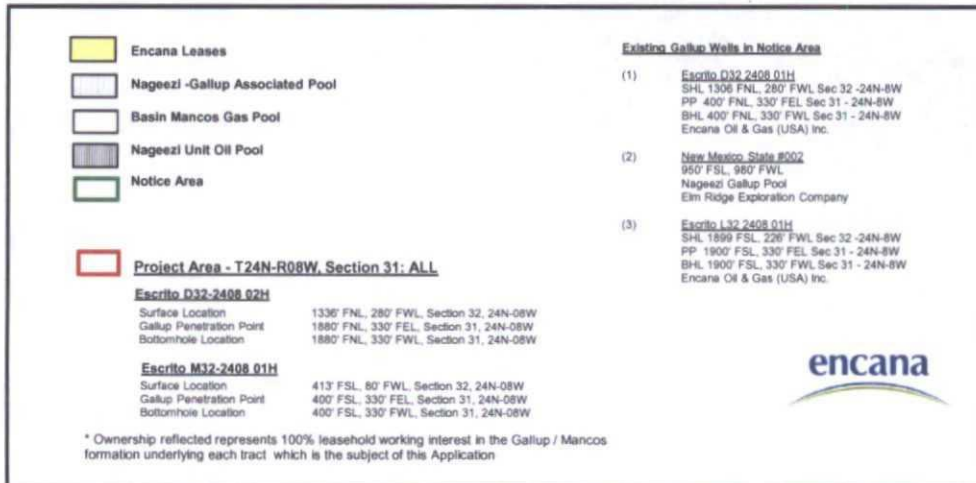 Encana Leases
Nageezi -Gallup Associated Pool
Basin Mancos Gas Pool
Nageezi Unit Oil Pool
Notice Area
Project Area - T24N-R08W, Section 31: ALL
Escrito D32-2408 02H
Surface Location 1336' FNL, 280' FWL, Section 32, 24N-08W
Gallup Penetration Point 1880' FNL, 330' FEL, Section 31, 24N-08W
Bottomhole Location 1880' FNL, 330' FWL, Section 31, 24N-08W
Escrito M32-2408 01H
Surface Location 413' FSL, 80' FWL, Section 32, 24N-08W
Gallup Penetration Point 400' FSL, 330' FEL, Section 31, 24N-08W
Bottomhole Location 400' FSL, 330' FWL, Section 31, 24N-08W
* Ownership reflected represents 100% leasehold working interest in the Gallup / Mancos
formation underlying each tract which is the subject of this Application
Existing Gallup Wells in Notice Area
(1) Escrito D32 2408 01H
SHL 1306 FNL, 280' FWL Sec 32 -24N-8W
PP 400' FNL, 330' FEL Sec 31 - 24N-8W
BHL 400' FNL, 330' FWL Sec 31 - 24N-8W
Encana Oil & Gas (USA) Inc.
(2) New Mexico State #002
950' FSL, 980' FWL
Nageezi Gallup Pool
Elm Ridge Exploration Company
(3) Escrito L32 2408 01H
SHL 1899 FSL, 226' FWL Sec 32 -24N-8W
PP 1900' FSL, 330' FEL Sec 31 - 24N-8W
BHL 1900' FSL, 330' FWL Sec 31 - 24N-8W
Encana Oil & Gas (USA) Inc.
encana